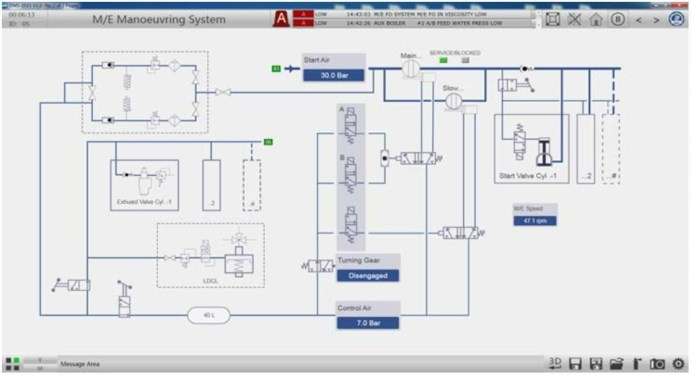 00:06:13
M/E Manoeuvring System
A
A LOW 14:43:03 M/E FO SYSTEM M/E FO IN VISCOSITY LOW
A LOW 14:42:26 AUX BOILER A1 A/B FEED WATER PRESS LOW
Start Air
30.0 Bar
Main...
SERVICE/BLOCKED
Slow...
A
B
Exhuast Valve Cyl .-1
..2
..#
Start Valve Cyl .-1
...2
...#
M/E Speed
47.1 rpm
LDCL
Turning Gear
Disengaged
40 L
Control Air
7.0 Bar
Message Area
3D